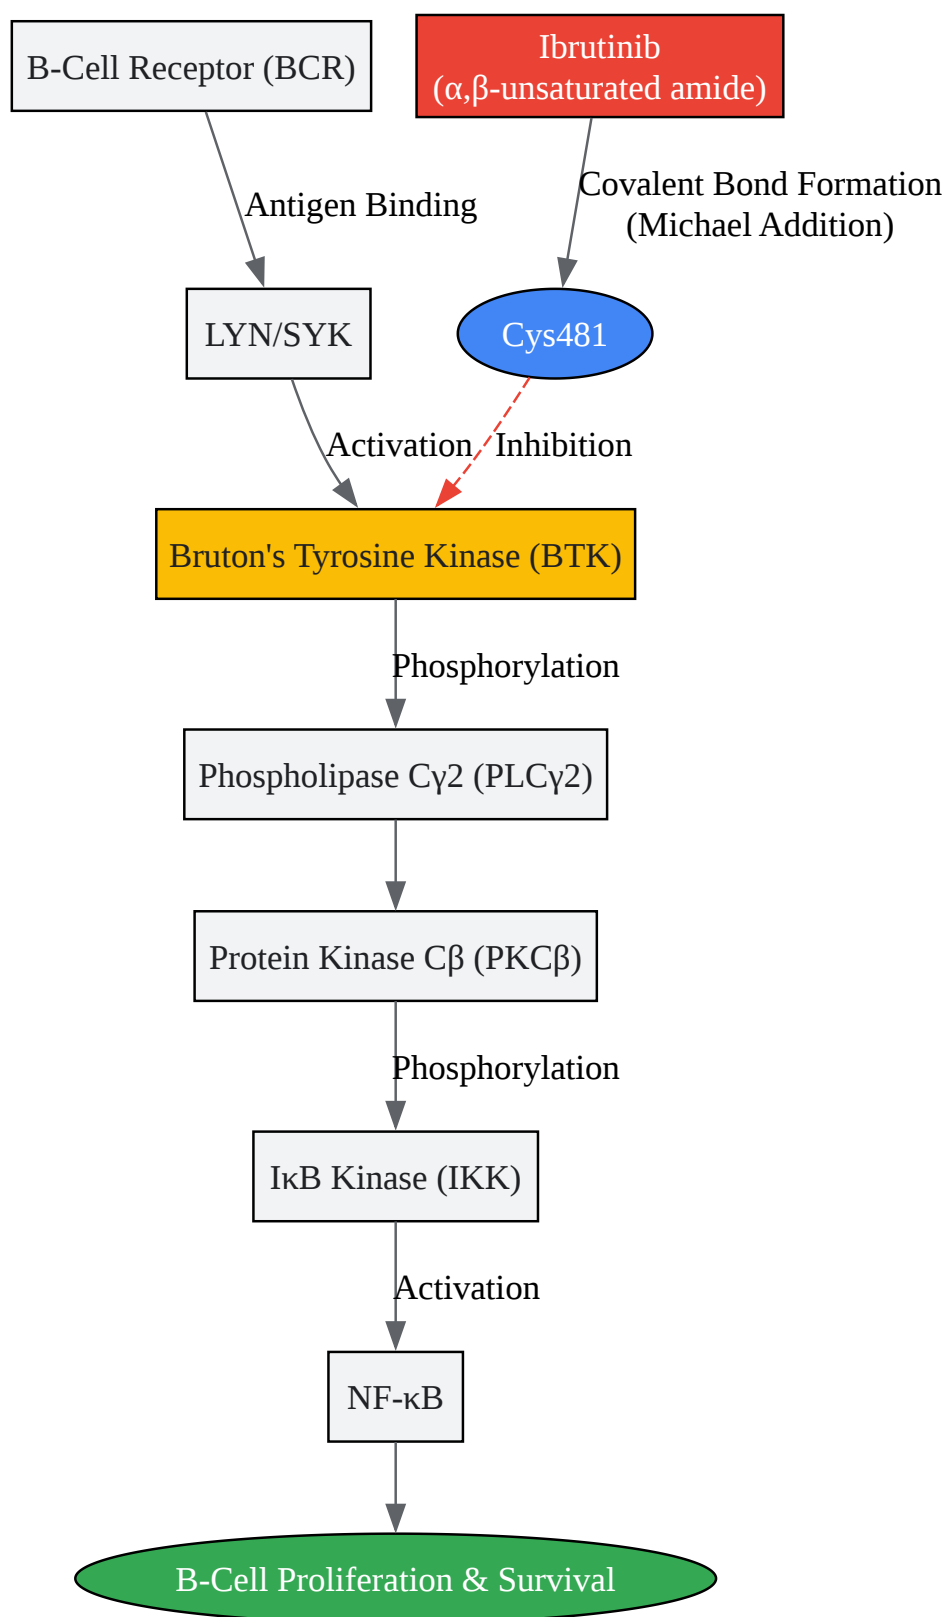 B-Cell Receptor (BCR)
Ibrutinib
(α,β-unsaturated amide)
Antigen Binding
Covalent Bond Formation
(Michael Addition)
LYN/SYK
Cys481
Activation
Inhibition
Bruton's Tyrosine Kinase (BTK)
Phosphorylation
Phospholipase Cγ2 (PLCγ2)
Protein Kinase Cβ (PKCβ)
Phosphorylation
IκB Kinase (IKK)
Activation
NF-κB
B-Cell Proliferation & Survival